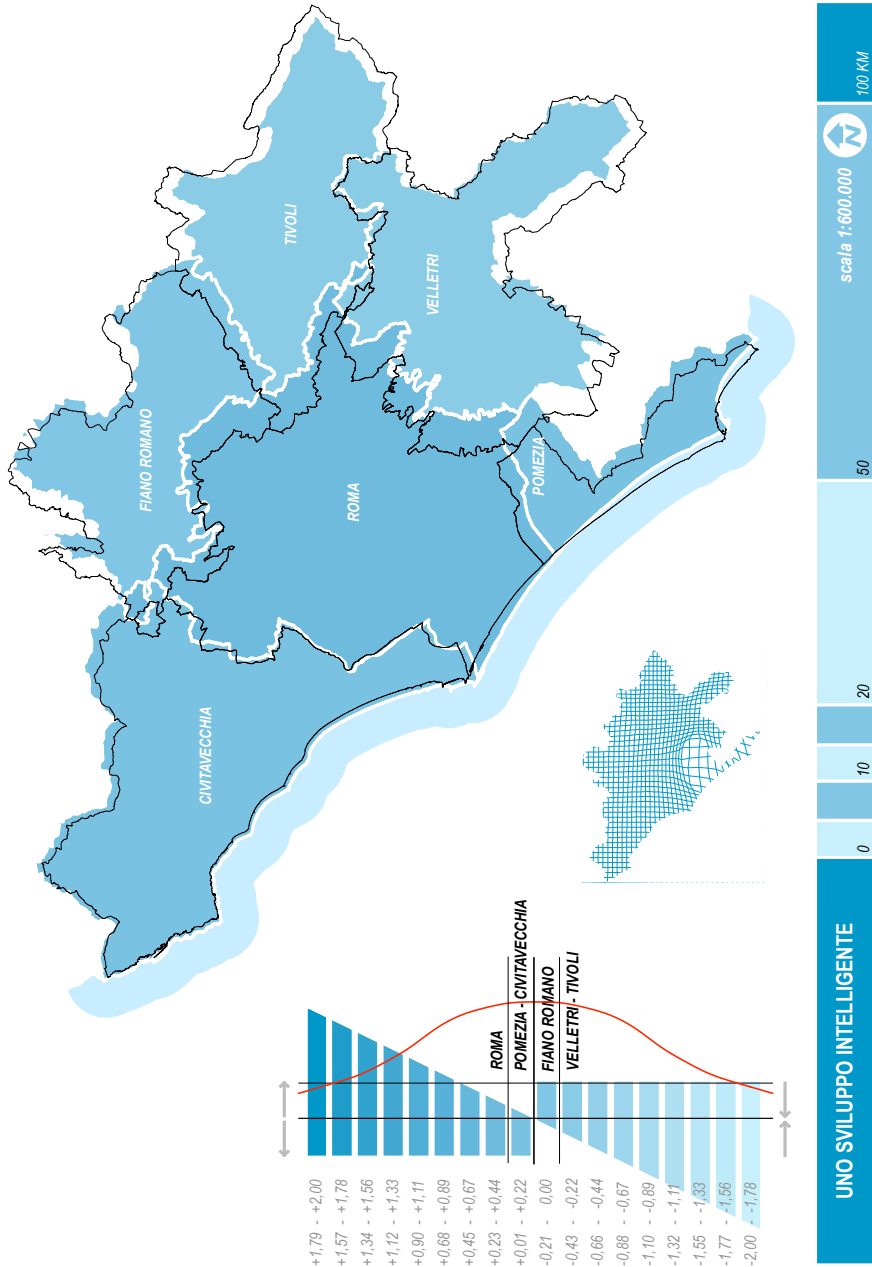 TIVOLI
FIANO ROMANO
VELLETRI
ROMA
POMEZIA
CIVITAVECCHIA
ROMA
POMEZIA - CIVITAVECCHIA
FIANO ROMANO
VELLETRI - TIVOLI
+1,79 - +2,00
+1,57 - +1,78
+1,34 - +1,56
+1,12 - +1,33
+0,90 - +1,11
+0,68 - +0,89
+0,45 - +0,67
+0,23 - +0,44
+0,01 - +0,22
-0,21 - 0,00
-0,43 - -0,22
-0,66 - -0,44
-0,88 - -0,67
-1,10 - -0,89
-1,32 - -1,11
-1,55 - -1,33
-1,77 - -1,56
-2,00 - -1,78
UNO SVILUPPO INTELLIGENTE
0
10
20
50
100 KM
scala 1:600.000
N